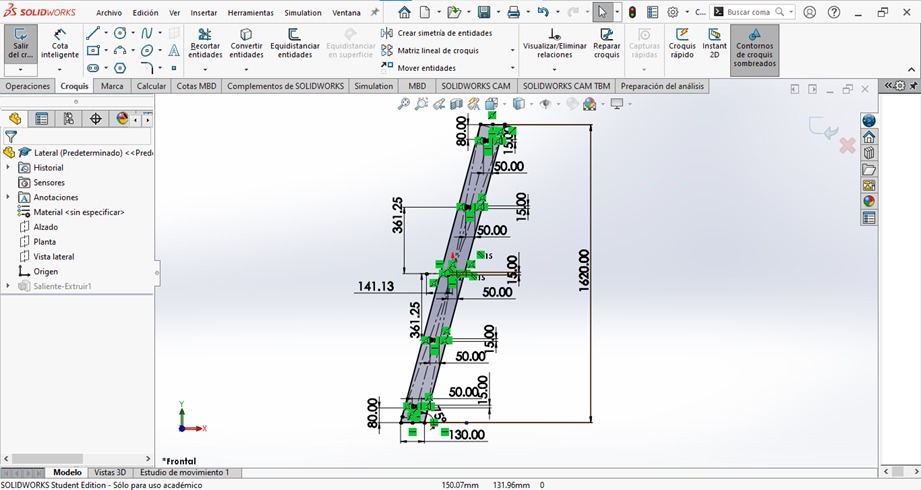 SOLIDWORKS Archivo Edición Ver Insertar Herramientas Simulation Ventana C... Buscar coma
Salir del cr...
Cota inteligente
Recortar entidades
Convertir entidades
Equidistanciar entidades
Equidistanciar en superficie
Crear simetría de entidades
Matriz lineal de croquis
Mover entidades
Visualizar/Eliminar relaciones
Reparar croquis
Capturas rápidas
Croquis rápido
Instant 2D
Contornos de croquis sombreados
Operaciones Croquis Marca Calcular Cotas MBD Complementos de SOLIDWORKS Simulation MBD SOLIDWORKS CAM SOLIDWORKS CAM TBM Preparación del análisis
Lateral (Predeterminado) <<Pred
Historial
Sensores
Anotaciones
Material <sin especificar>
Alzado
Planta
Vista lateral
Origen
Saliente-Extruir1
80.00
15.00
50.00
361.25
15.00
50.00
15
15.00
15
141.13
50.00
1620.00
361.25
15.00
50.00
50.00
15.00
80.00
130.00
Y
X
*Frontal
Modelo Vistas 3D Estudio de movimiento 1
SOLIDWORKS Student Edition - Sólo para uso académico 150.07mm 131.96mm 0